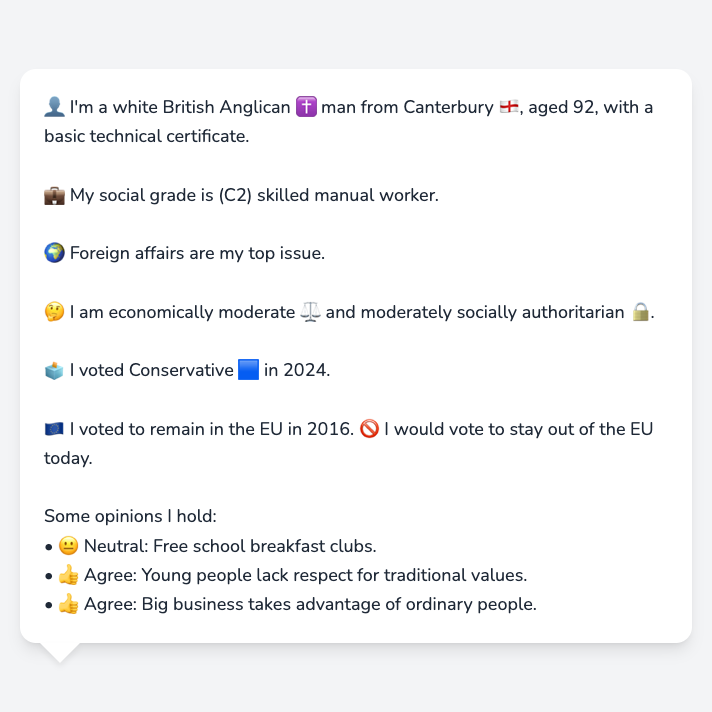 👤 I'm a white British Anglican ✝️ man from Canterbury 🏴󠁧󠁢󠁥󠁮󠁧󠁿, aged 92, with a
basic technical certificate.
💼 My social grade is (C2) skilled manual worker.
🌍 Foreign affairs are my top issue.
🤔 I am economically moderate ⚖️ and moderately socially authoritarian 🔒.
🗳️ I voted Conservative 🟦 in 2024.
🇪🇺 I voted to remain in the EU in 2016. 🚫 I would vote to stay out of the EU
today.
Some opinions I hold:
• 😐 Neutral: Free school breakfast clubs.
• 👍 Agree: Young people lack respect for traditional values.
• 👍 Agree: Big business takes advantage of ordinary people.